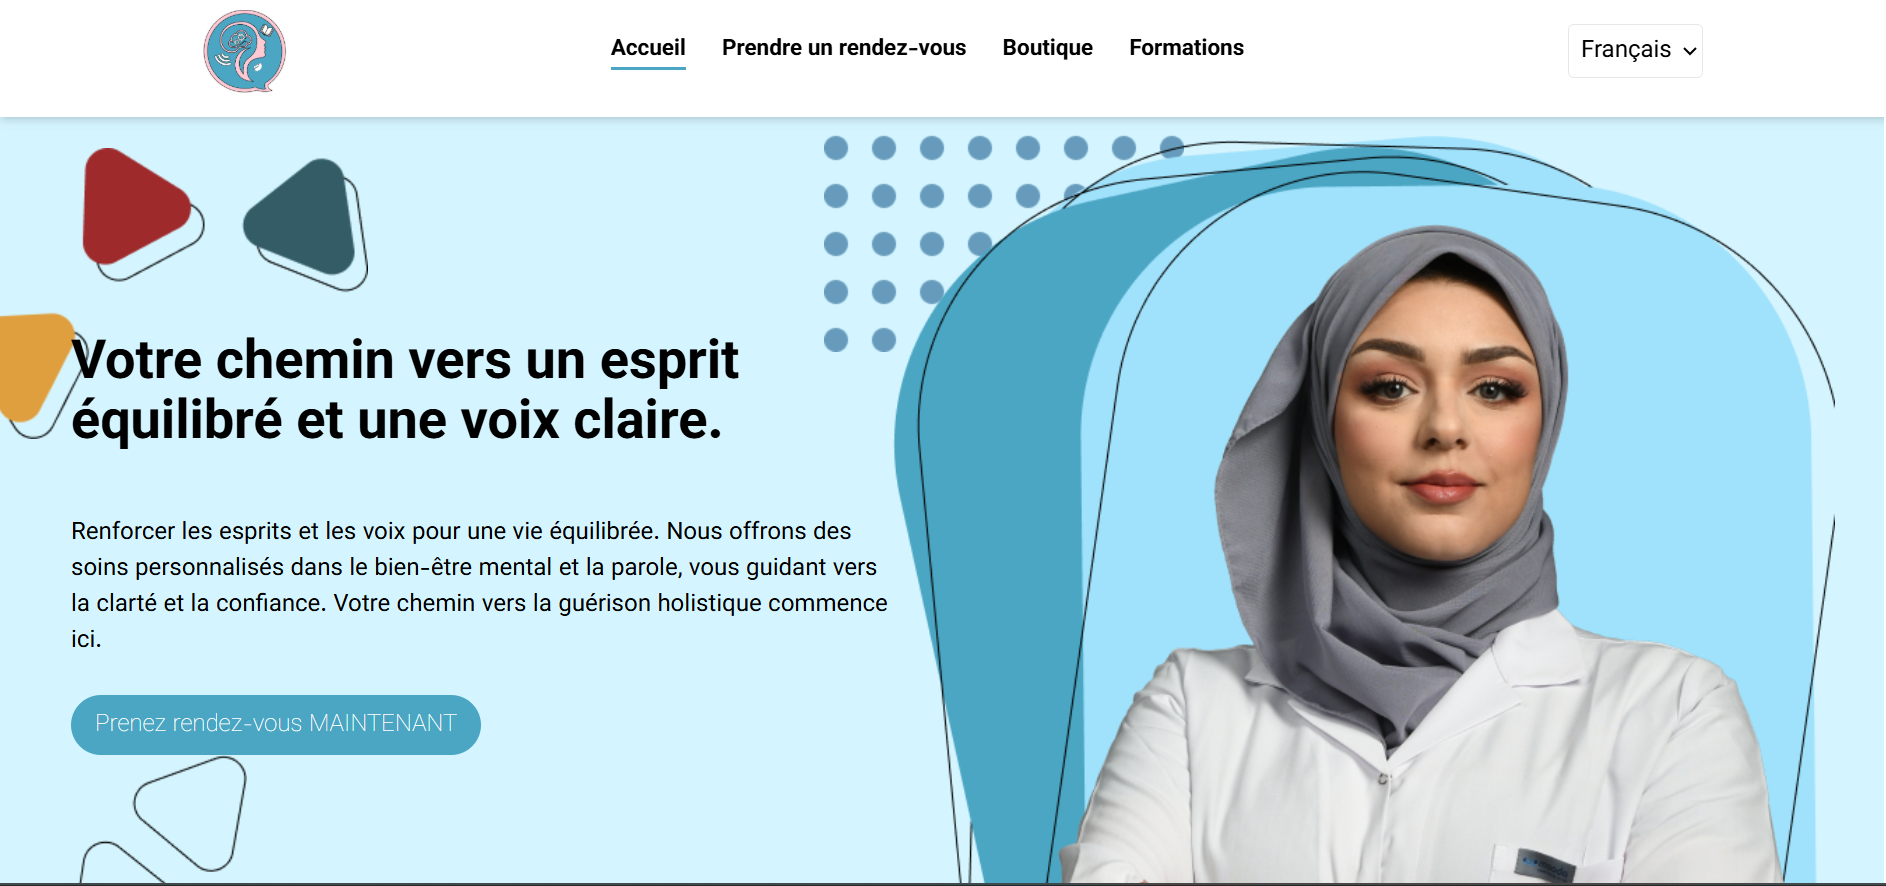 Accueil Prendre un rendez-vous Boutique Formations Français
Votre chemin vers un esprit
équilibré et une voix claire.
Renforcer les esprits et les voix pour une vie équilibrée. Nous offrons des
soins personnalisés dans le bien-être mental et la parole, vous guidant vers
la clarté et la confiance. Votre chemin vers la guérison holistique commence
ici.
Prenez rendez-vous MAINTENANT